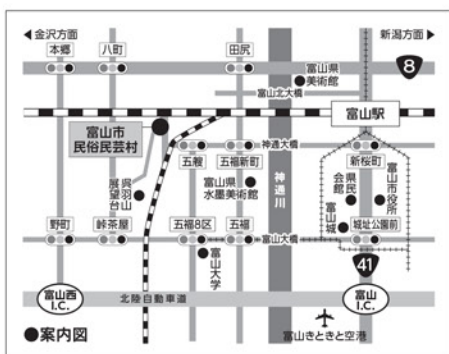 金沢方面
新潟方面
本郷
八町
田尻
8
富山県
美術館
富山北大橋
富山駅
富山市
民俗民芸村
五艘
五福新町
神通大橋
新桜町
呉羽山
展望台
富山県
水墨美術館
神通川
県民
会館
富山市役所
富山城
野町
峠茶屋
五福8区
五福
富山大橋
城址公園前
富山大学
41
富山西
I.C.
北陸自動車道
富山
I.C.
●案内図
富山きときと空港